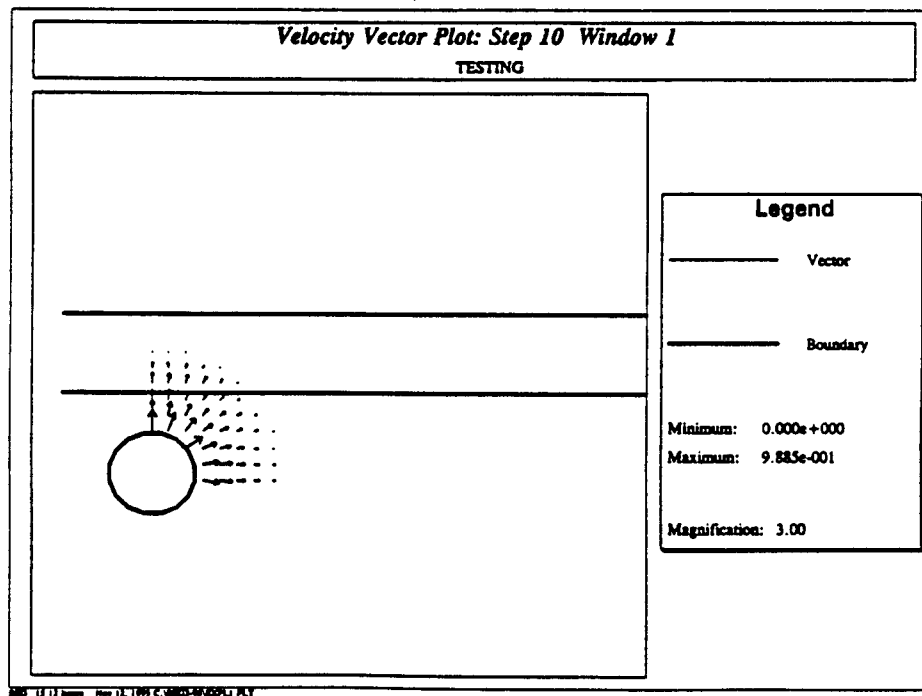 Velocity Vector Plot: Step 10 Window 1
TESTING
Legend
Vector
Boundary
Minimum: 0.000e+000
Maximum: 9.885e-001
Magnification: 3.00